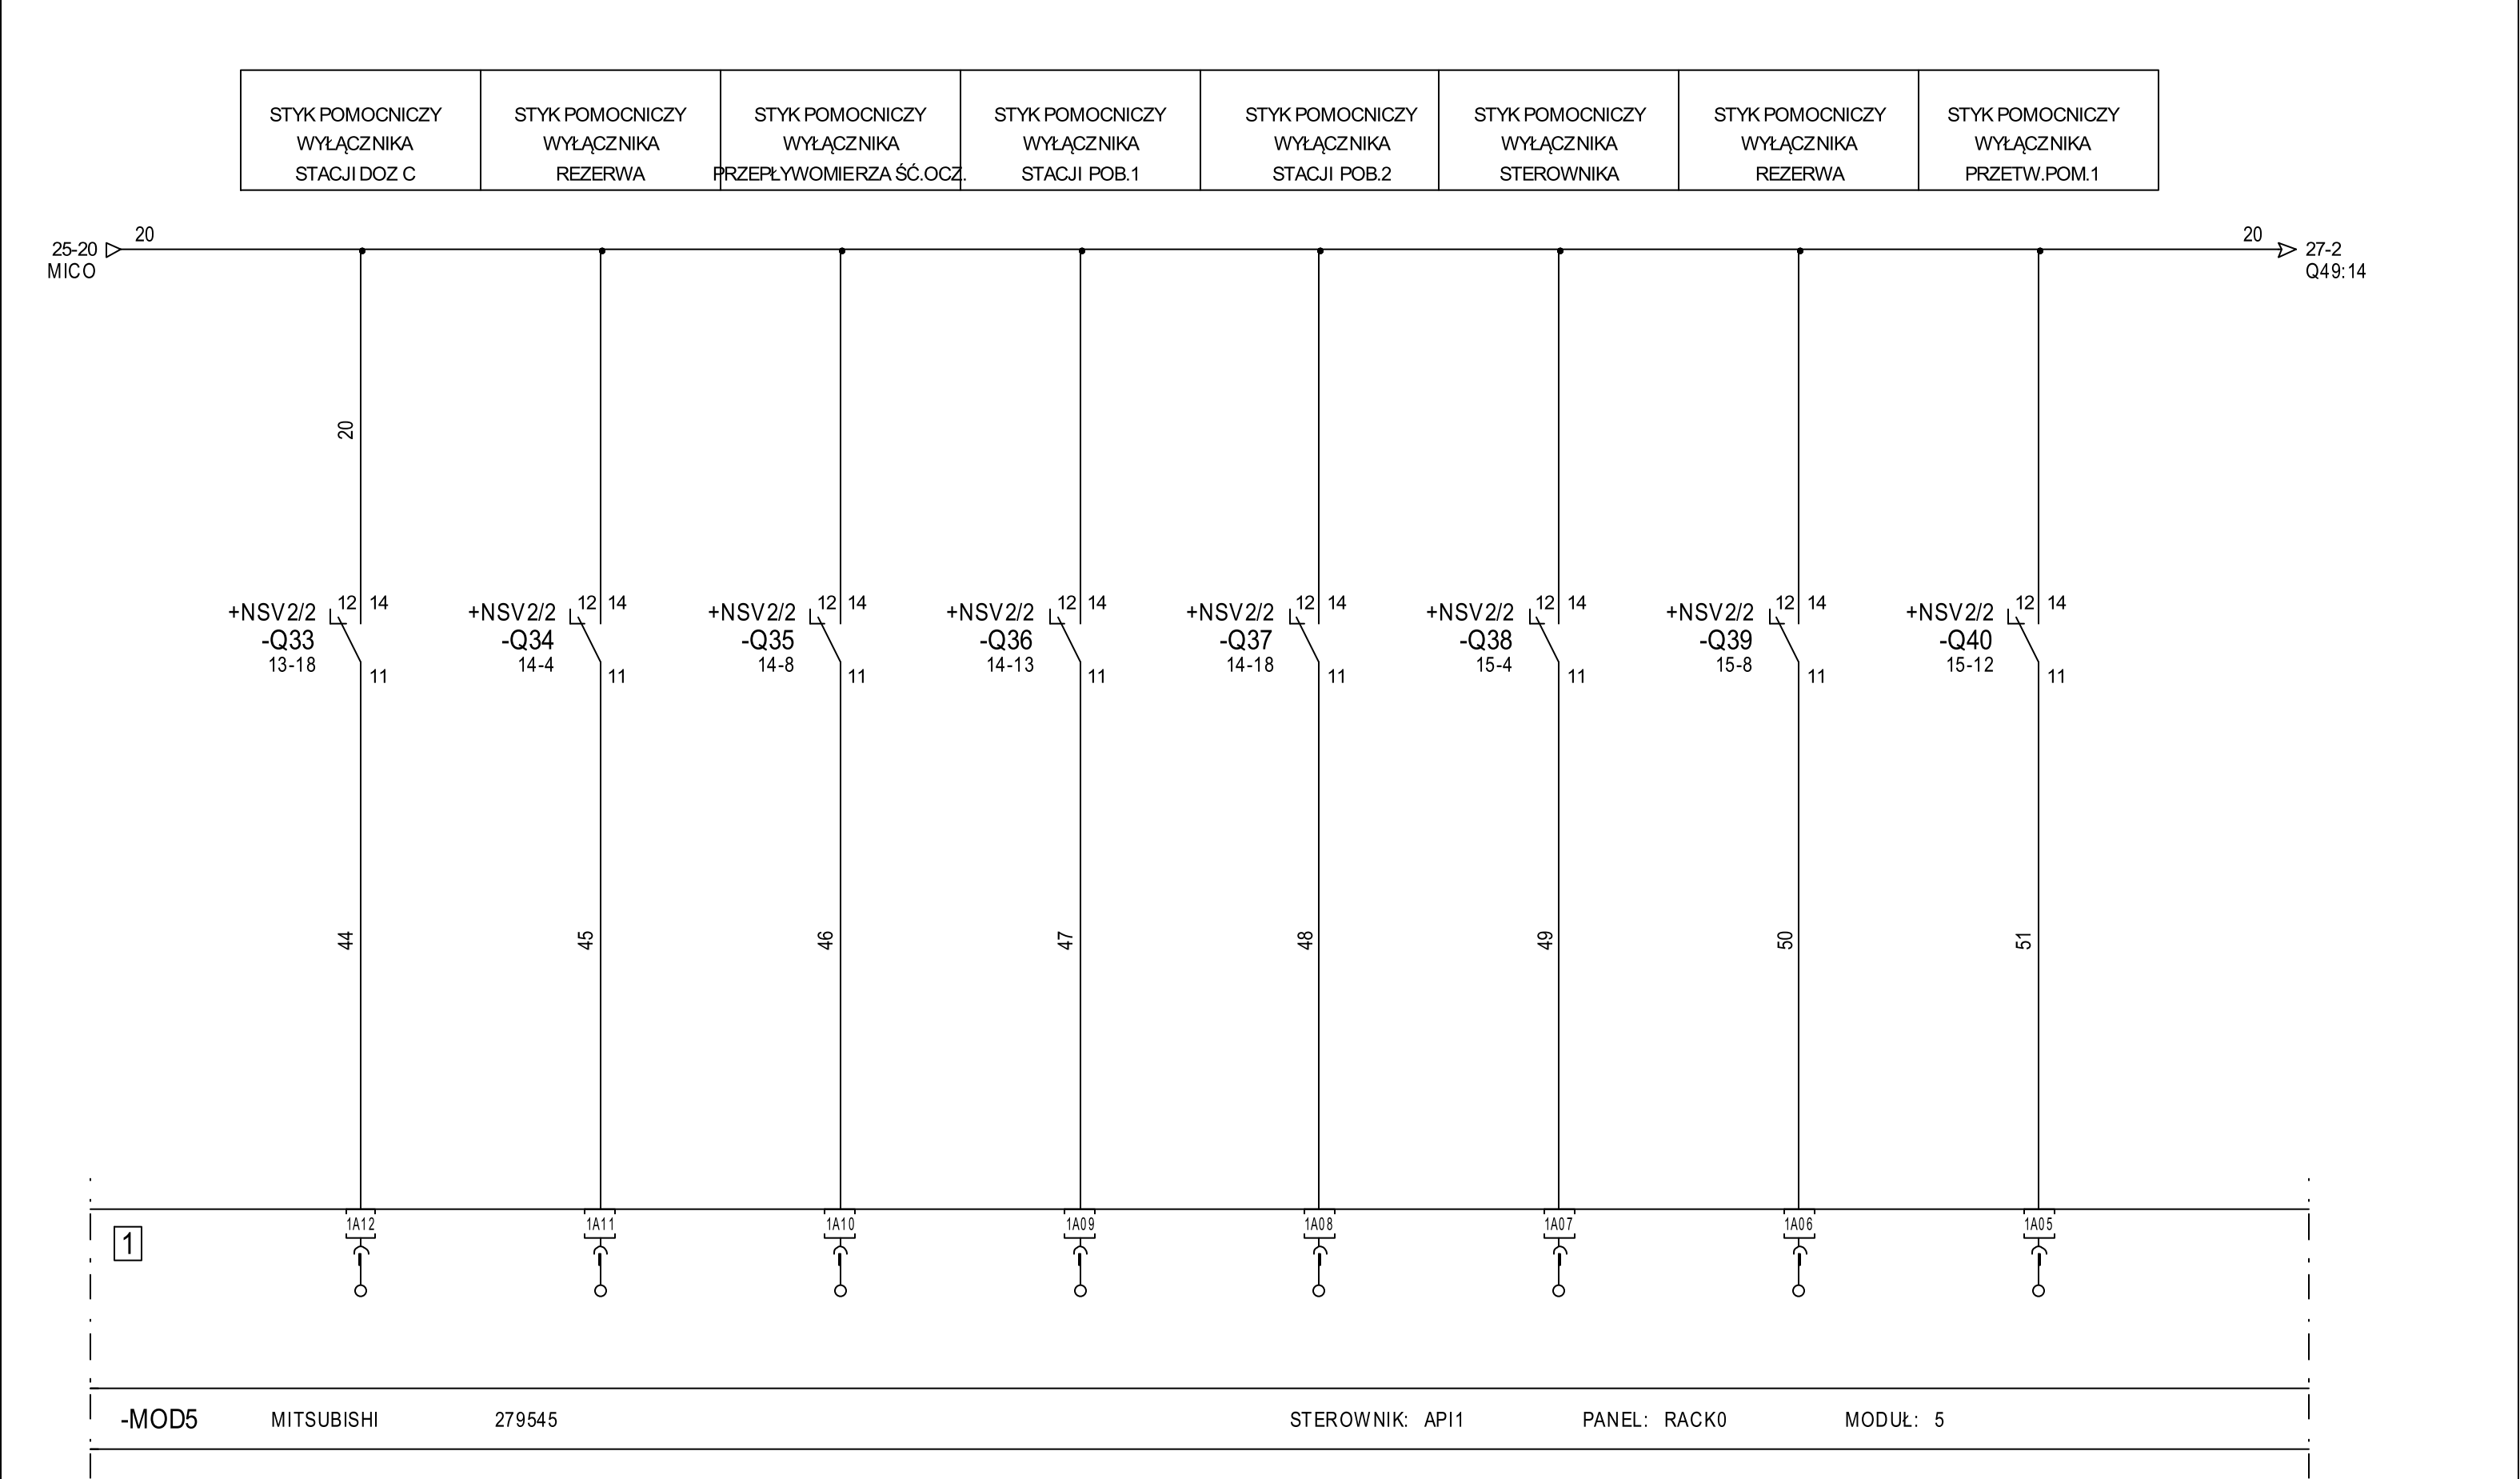 STYK POMOCNICZY
WYŁĄCZNIKA
STACJI DOZ C
STYK POMOCNICZY
WYŁĄCZNIKA
REZERWA
STYK POMOCNICZY
WYŁĄCZNIKA
PRZEPŁYWOMIERZA ŚĆ.OCZ.
STYK POMOCNICZY
WYŁĄCZNIKA
STACJI POB.1
STYK POMOCNICZY
WYŁĄCZNIKA
STACJI POB.2
STYK POMOCNICZY
WYŁĄCZNIKA
STEROWNIKA
STYK POMOCNICZY
WYŁĄCZNIKA
REZERWA
STYK POMOCNICZY
WYŁĄCZNIKA
PRZETW.POM.1
25-20
MICO
20
20
27-2
Q49:14
20
+NSV2/2
-Q33
13-18
12 14
11
+NSV2/2
-Q34
14-4
12 14
11
+NSV2/2
-Q35
14-8
12 14
11
+NSV2/2
-Q36
14-13
12 14
11
+NSV2/2
-Q37
14-18
12 14
11
+NSV2/2
-Q38
15-4
12 14
11
+NSV2/2
-Q39
15-8
12 14
11
+NSV2/2
-Q40
15-12
12 14
11
44 45 46 47 48 49 50 51
1A12 1A11 1A10 1A09 1A08 1A07 1A06 1A05
1
-MOD5 MITSUBISHI 279545 STEROWNIK: API1 PANEL: RACK0 MODUŁ: 5